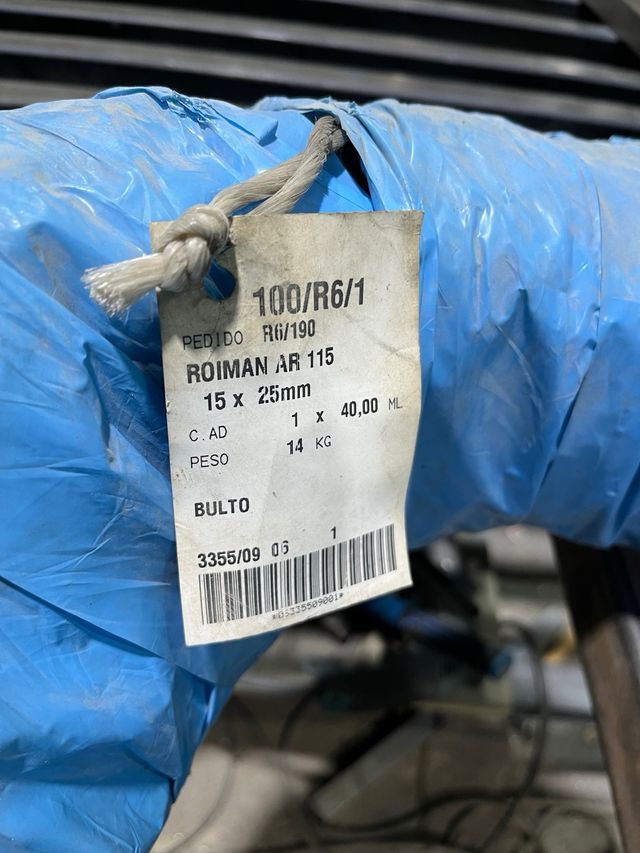 100/R6/1
PEDIDO R6/190
ROIMAN AR 115
15 x 25mm
C.AD 1 x 40,00 ML
PESO 14 KG
BULTO
3355/09 06 1
*09335509001*